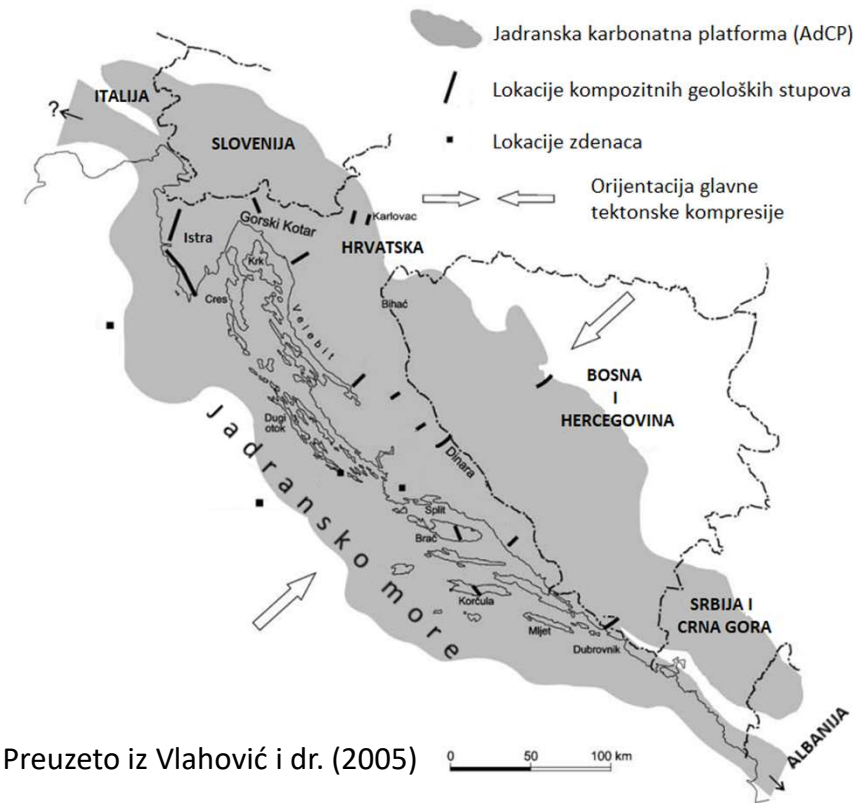 Jadranska karbonatna platforma (AdCP)
Lokacije kompozitnih geoloških stupova
Lokacije zdenaca
Orijentacija glavne
tektonske kompresije
?
ITALIJA
SLOVENIJA
Karlovac
Gorski Kotar
Istra
HRVATSKA
Krk
Cres
Bihać
Velebit
BOSNA
I
HERCEGOVINA
Dugi
otok
Dinara
Jadransko more
Split
Brač
Korčula
Mljet
Dubrovnik
SRBIJA I
CRNA GORA
ALBANIJA
Preuzeto iz Vlahović i dr. (2005)
0 50 100 km